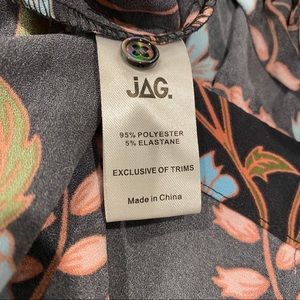 JAG.
95% POLYESTER
5% ELASTANE
EXCLUSIVE OF TRIMS
Made in China